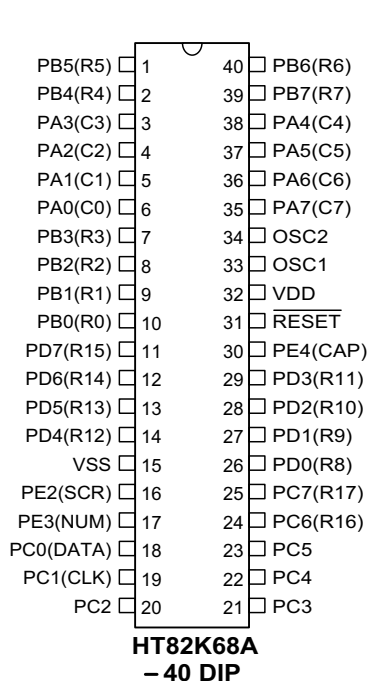 PB5(R5) 1 40 PB6(R6)
PB4(R4) 2 39 PB7(R7)
PA3(C3) 3 38 PA4(C4)
PA2(C2) 4 37 PA5(C5)
PA1(C1) 5 36 PA6(C6)
PA0(C0) 6 35 PA7(C7)
PB3(R3) 7 34 OSC2
PB2(R2) 8 33 OSC1
PB1(R1) 9 32 VDD
PB0(R0) 10 31 RESET
PD7(R15) 11 30 PE4(CAP)
PD6(R14) 12 29 PD3(R11)
PD5(R13) 13 28 PD2(R10)
PD4(R12) 14 27 PD1(R9)
VSS 15 26 PD0(R8)
PE2(SCR) 16 25 PC7(R17)
PE3(NUM) 17 24 PC6(R16)
PC0(DATA) 18 23 PC5
PC1(CLK) 19 22 PC4
PC2 20 21 PC3
HT82K68A
– 40 DIP